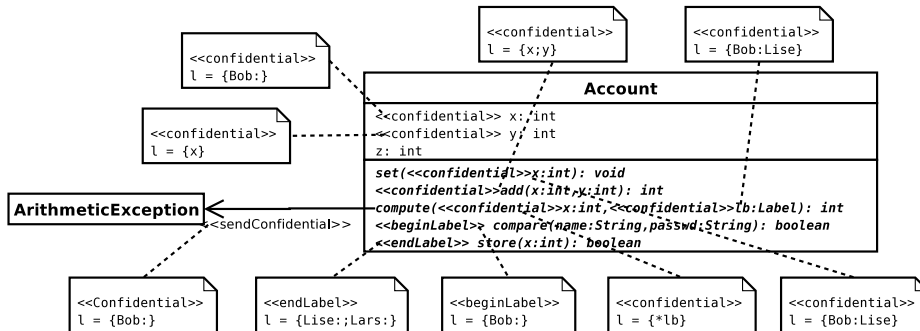 <<confidential>>
l = {x;y}
<<confidential>>
l = {Bob:Lise}
<<confidential>>
l = {Bob:}
Account
<<confidential>> x: int
<<confidential>> y: int
z: int
<<confidential>>
l = {x}
set(<<confidential>>x:int): void
<<confidential>>add(x:int,y:int): int
compute(<<confidential>>x:int,<<confidential>>lb:Label): int
<<beginLabel>> compare(name:String,passwd:String): boolean
<<endLabel>> store(x:int): boolean
ArithmeticException
<<sendConfidential>>
<<Confidential>>
l = {Bob:}
<<endLabel>>
l = {Lise:;Lars:}
<<beginLabel>>
l = {Bob:}
<<confidential>>
l = {*lb}
<<confidential>>
l = {Bob:Lise}